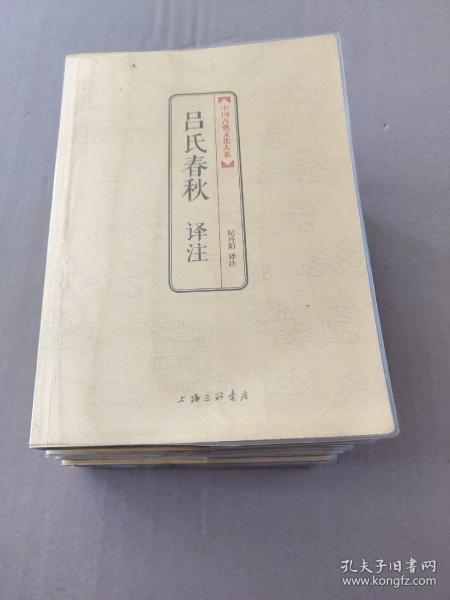 中国古典文化大系
吕氏春秋 译注
纪丹阳 译注
上海三联书店
孔夫子旧书网
www.kongfz.com